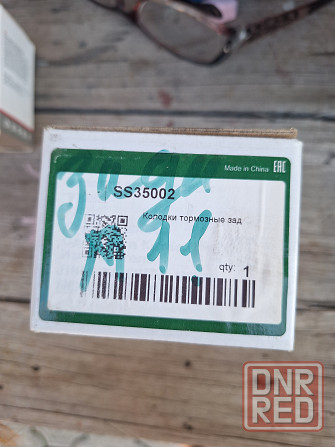 Made in China EAC
SS35002
Колодки тормозные зад
qty: 1
DNR
RED